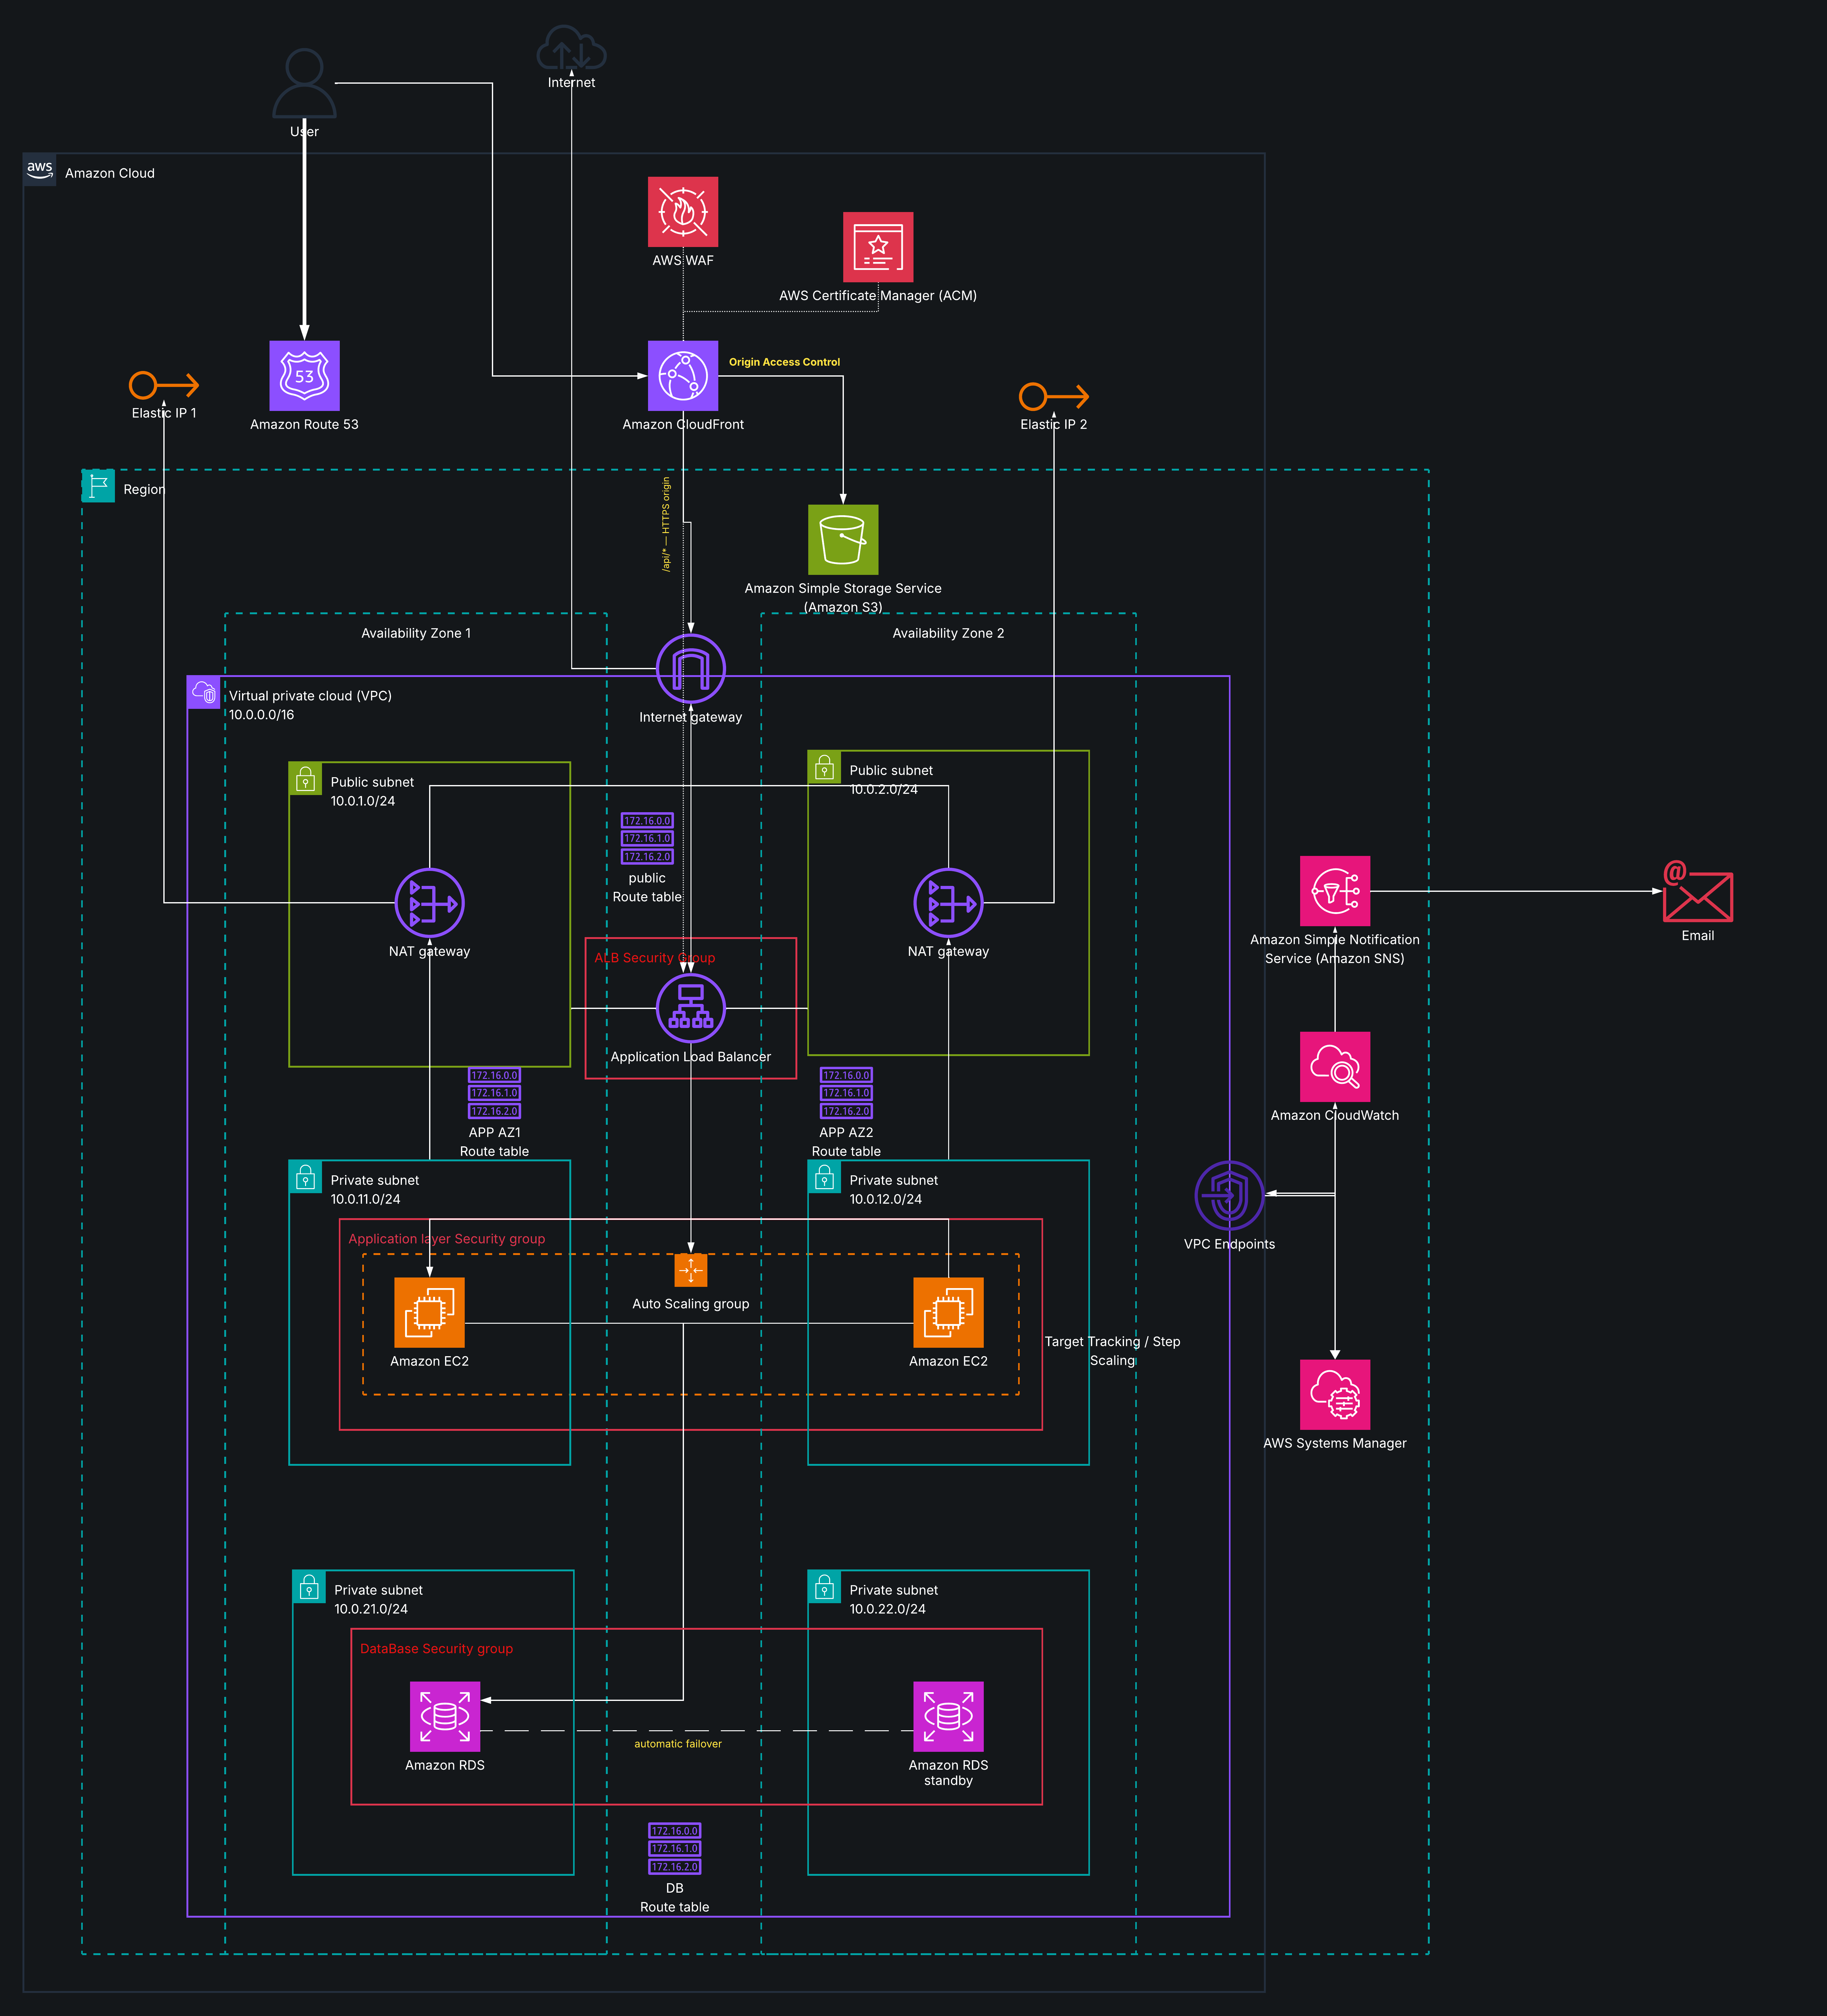 Internet
User
aws
Amazon Cloud
AWS WAF
AWS Certificate Manager (ACM)
Origin Access Control
53
Elastic IP 1
Amazon Route 53
Amazon CloudFront
Elastic IP 2
Region
/api/* — HTTPS origin
Amazon Simple Storage Service
(Amazon S3)
Availability Zone 1
Availability Zone 2
Virtual private cloud (VPC)
10.0.0.0/16
Internet gateway
Public subnet
10.0.1.0/24
Public subnet
10.0.2.0/24
172.16.0.0
172.16.1.0
172.16.2.0
public
Route table
NAT gateway
NAT gateway
ALB Security Group
Application Load Balancer
Amazon Simple Notification
Service (Amazon SNS)
@
Email
172.16.0.0
172.16.1.0
172.16.2.0
APP AZ1
Route table
172.16.0.0
172.16.1.0
172.16.2.0
APP AZ2
Route table
Amazon CloudWatch
Private subnet
10.0.11.0/24
Private subnet
10.0.12.0/24
VPC Endpoints
Application layer Security group
Auto Scaling group
Amazon EC2
Amazon EC2
Target Tracking / Step
Scaling
AWS Systems Manager
Private subnet
10.0.21.0/24
Private subnet
10.0.22.0/24
DataBase Security group
automatic failover
Amazon RDS
Amazon RDS
standby
172.16.0.0
172.16.1.0
172.16.2.0
DB
Route table